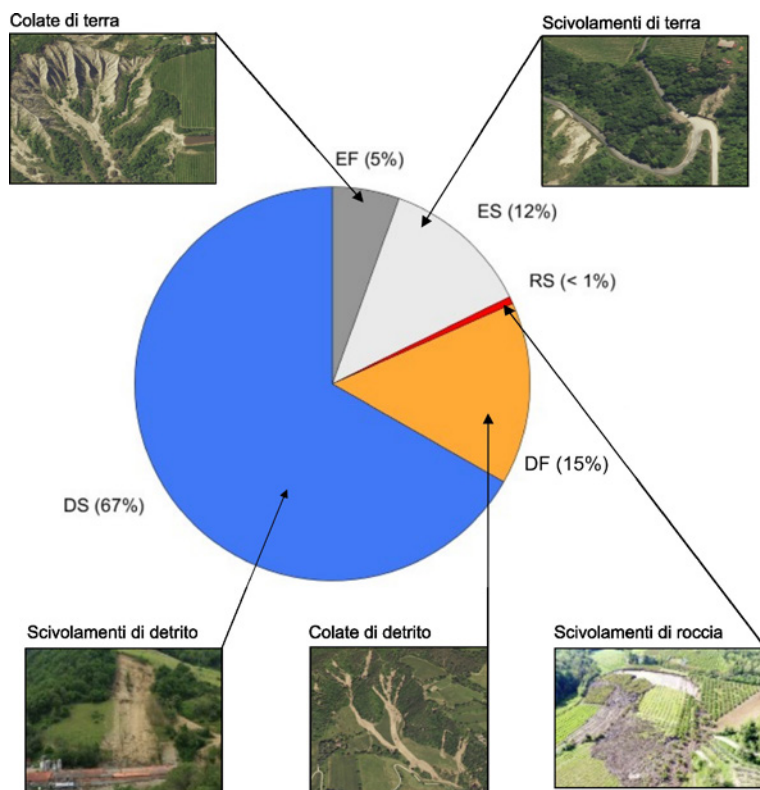 Colate di terra
Scivolamenti di terra
EF (5%)
ES (12%)
RS (< 1%)
DF (15%)
DS (67%)
Scivolamenti di detrito
Colate di detrito
Scivolamenti di roccia